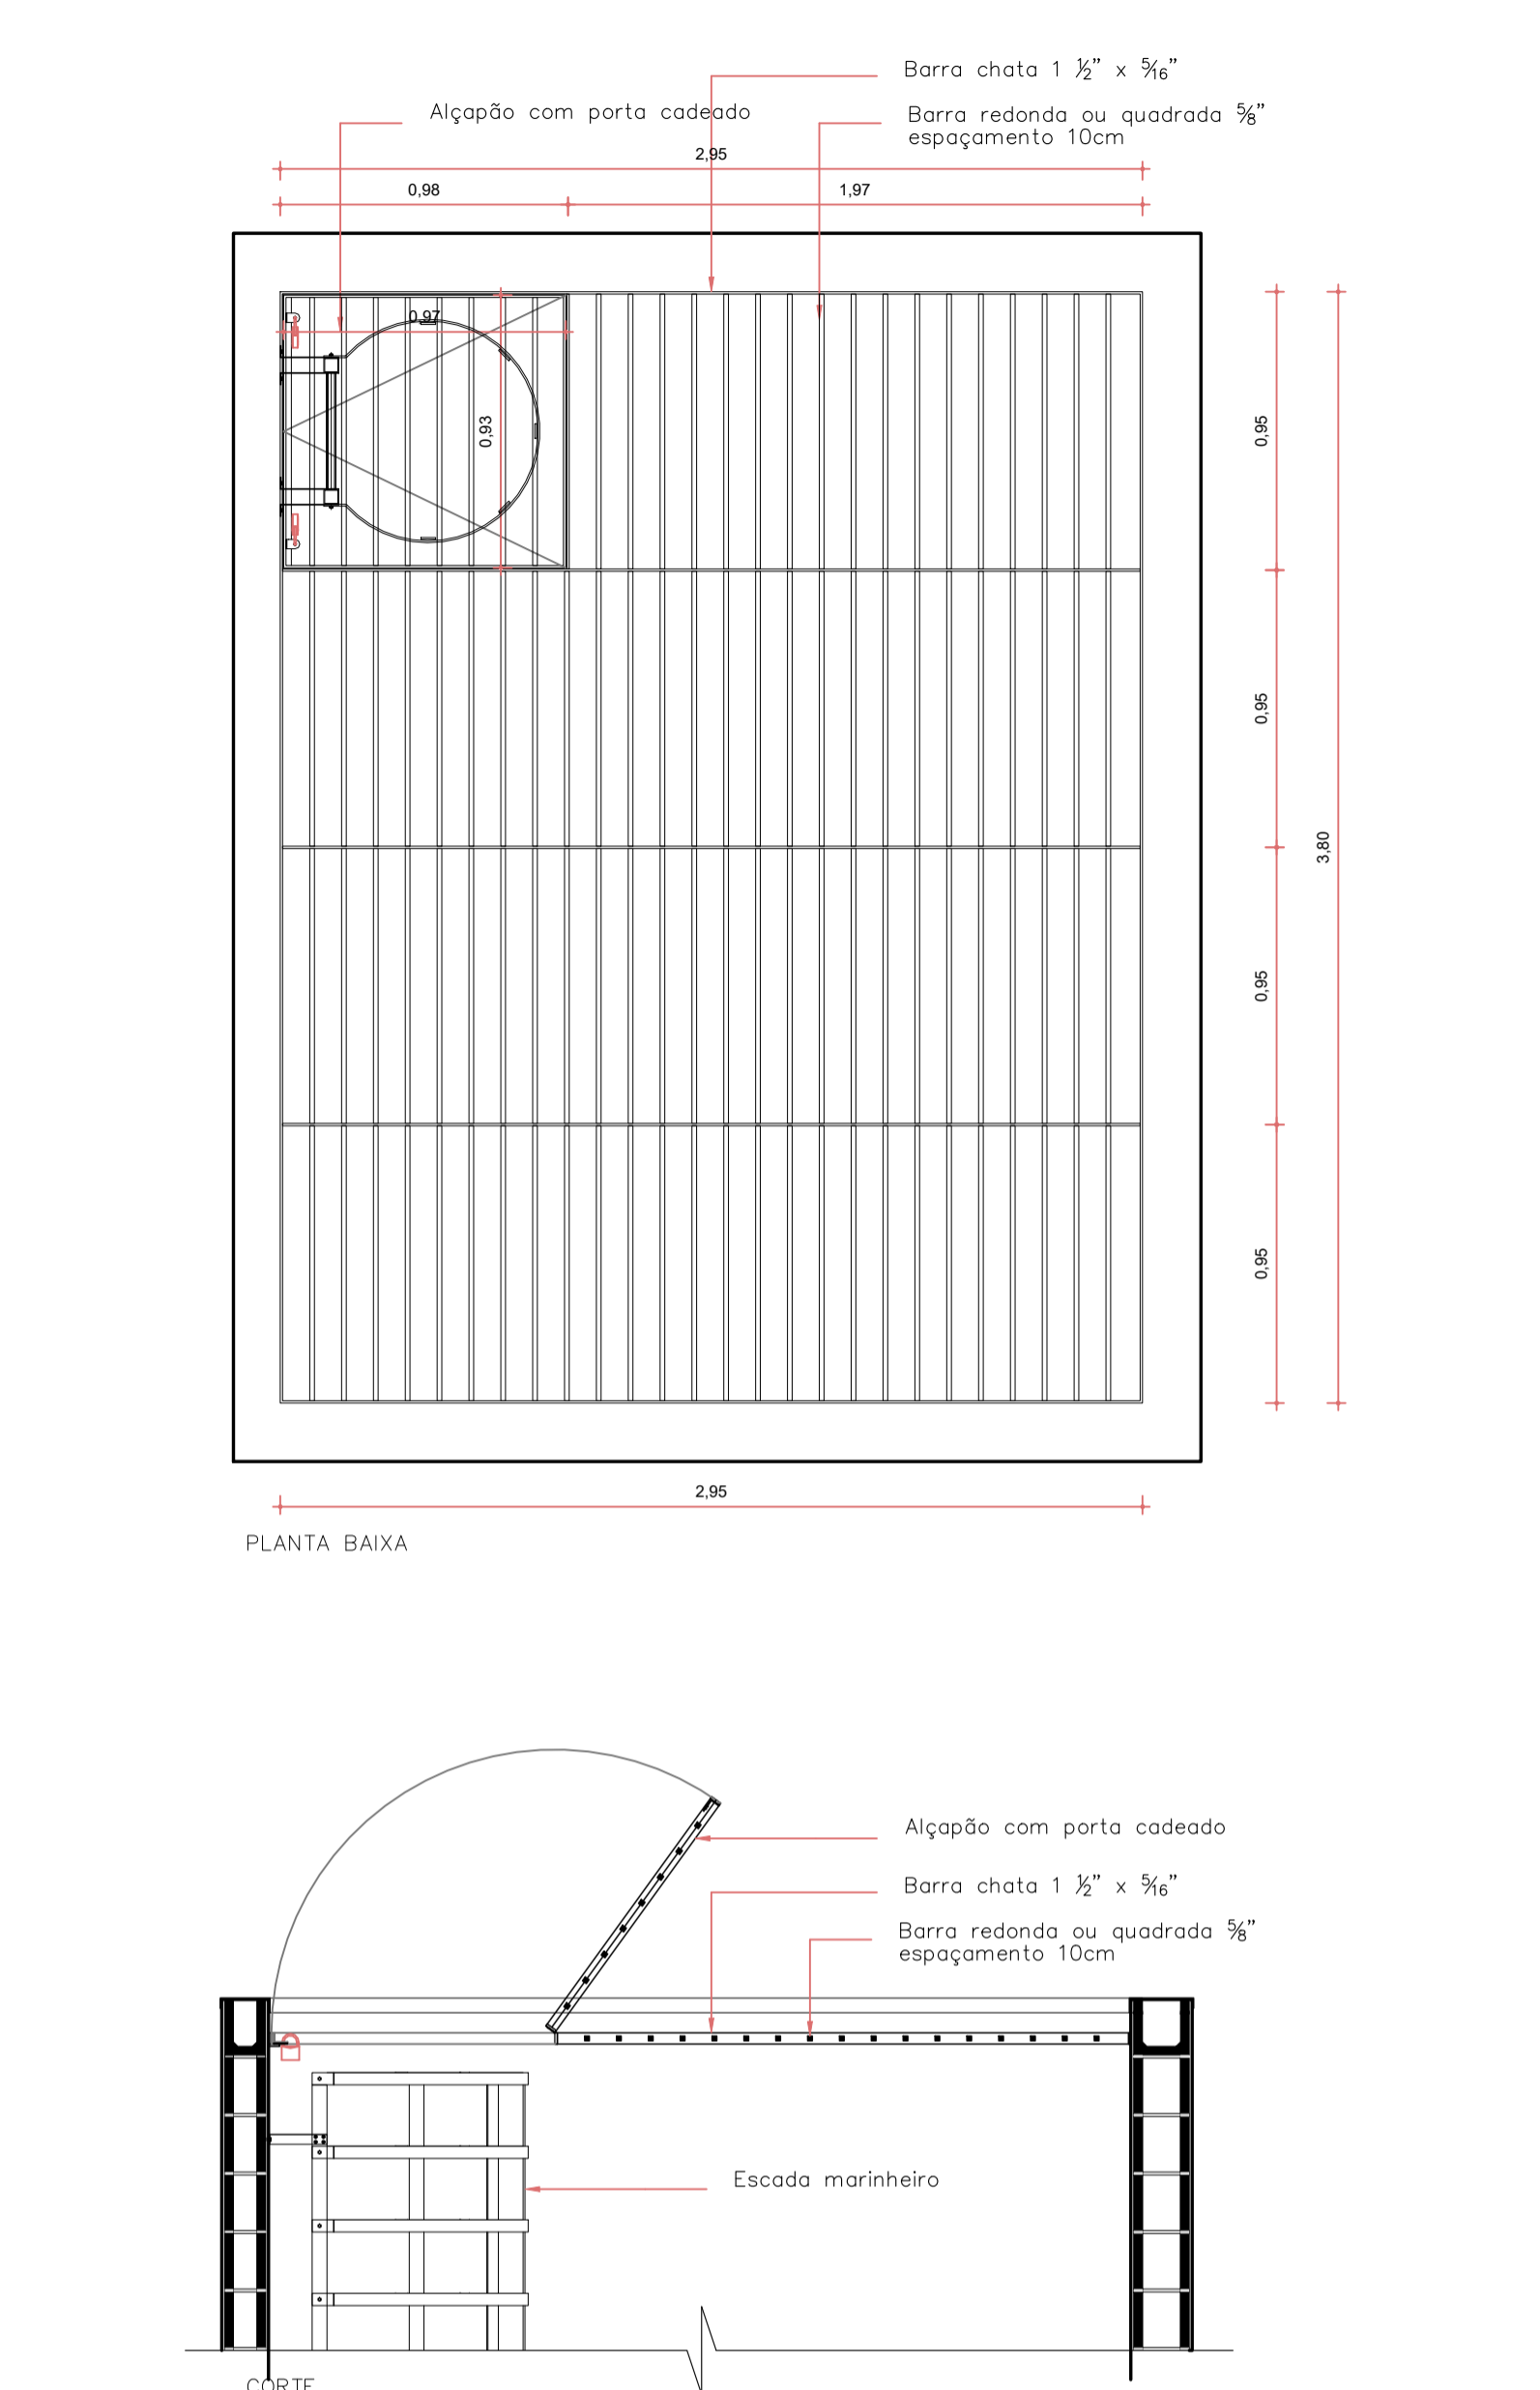 Barra chata 1 ½” x 5⁄16”
Alçapão com porta cadeado
Barra redonda ou quadrada ⅝”
espaçamento 10cm
2,95
0,98
1,97
0,97
0,93
0,95
0,95
3,80
0,95
0,95
2,95
PLANTA BAIXA
Alçapão com porta cadeado
Barra chata 1 ½” x 5⁄16”
Barra redonda ou quadrada ⅝”
espaçamento 10cm
Escada marinheiro
CORTE